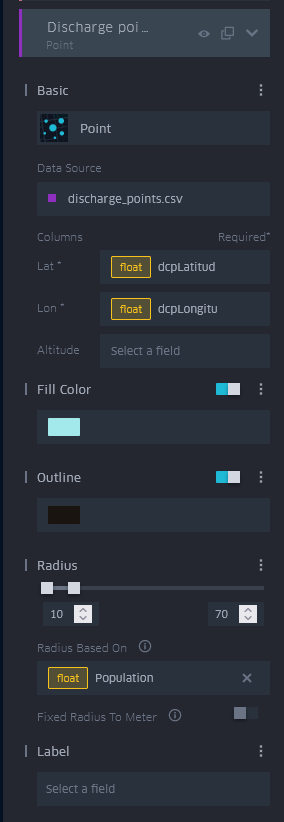 Discharge poi...
Point
Basic
Point
Data Source
discharge_points.csv
Columns Required*
Lat * float dcpLatitud
Lon * float dcpLongitu
Altitude Select a field
Fill Color
Outline
Radius
10 70
Radius Based On
float Population
Fixed Radius To Meter
Label
Select a field